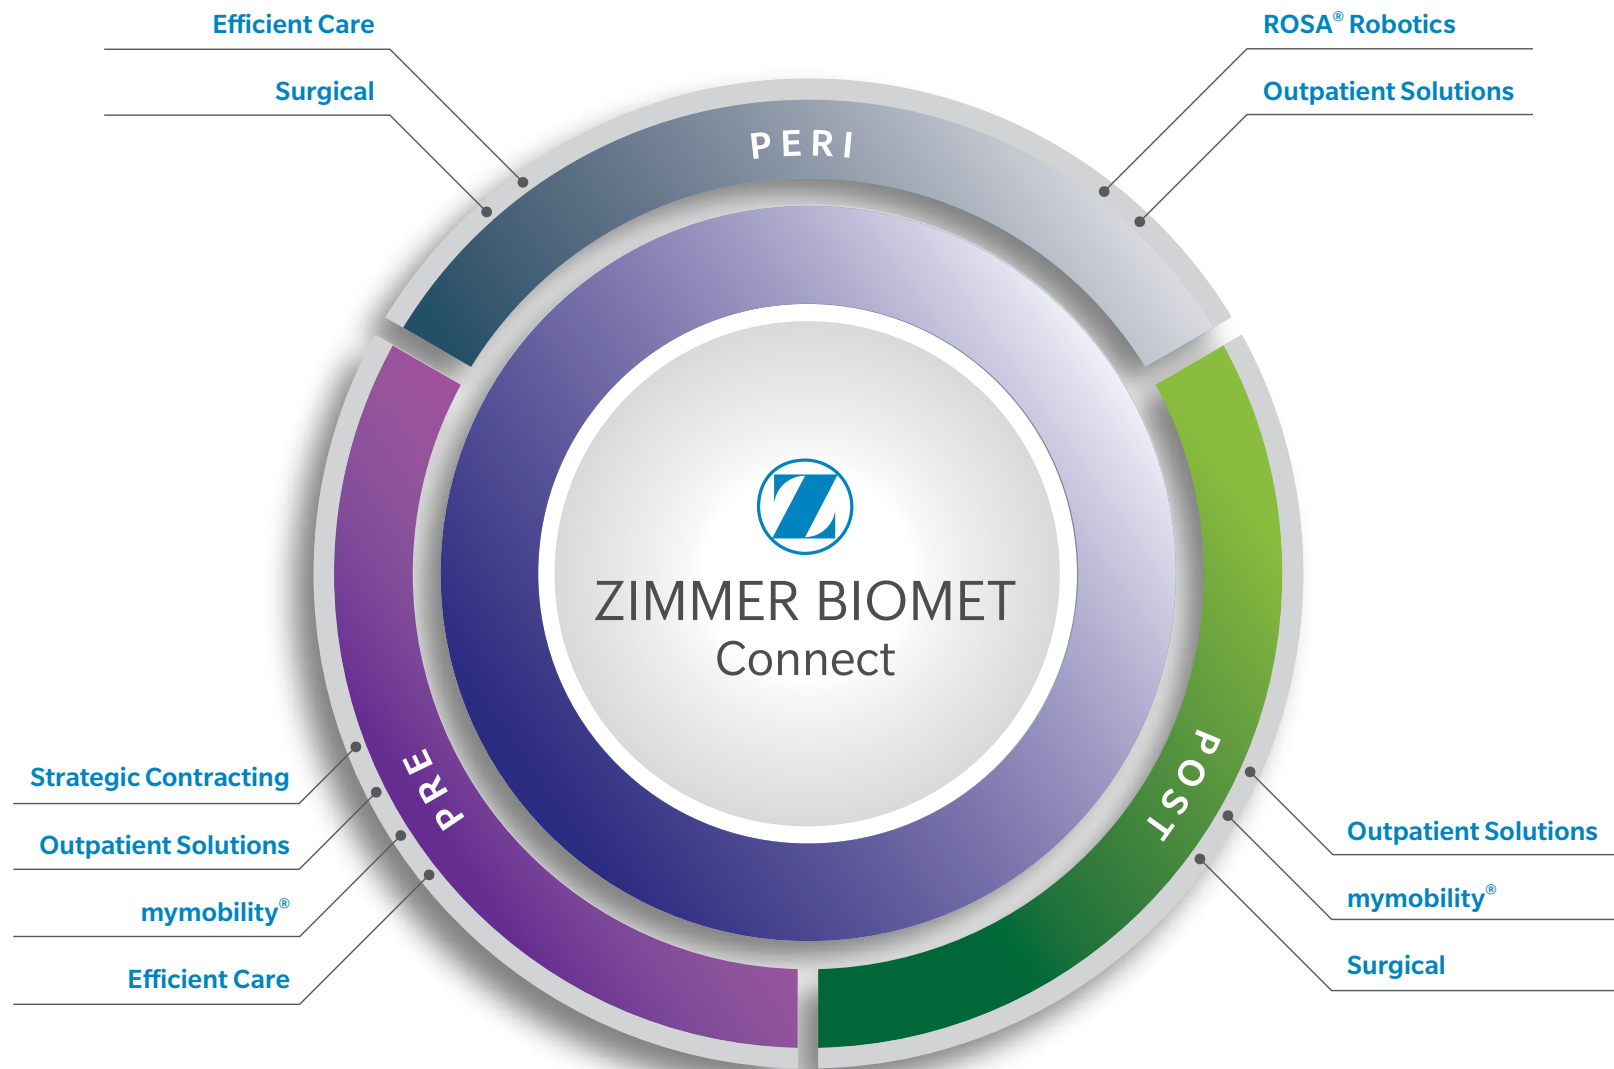 Efficient Care
Surgical
ROSA® Robotics
Outpatient Solutions
PERI
ZIMMER BIOMET
Connect
PRE
POST
Strategic Contracting
Outpatient Solutions
mymobility®
Efficient Care
Outpatient Solutions
mymobility®
Surgical